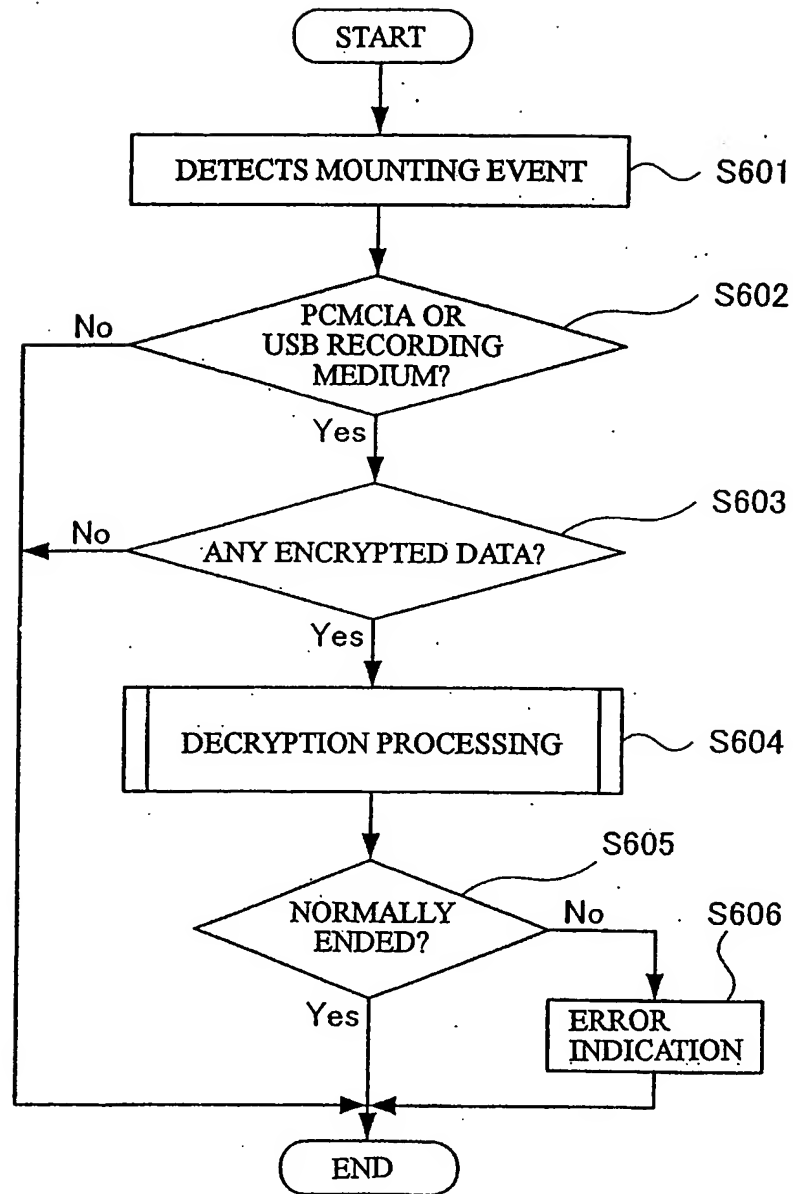 START
DETECTS MOUNTING EVENT
S601
PCMCIA OR
USB RECORDING
MEDIUM?
S602
No
Yes
ANY ENCRYPTED DATA?
S603
No
Yes
DECRYPTION PROCESSING
S604
NORMALLY
ENDED?
S605
No
Yes
S606
ERROR
INDICATION
END